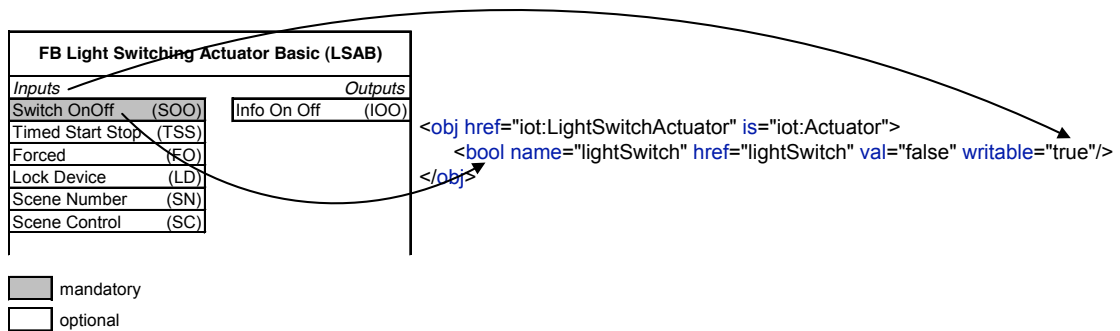 FB Light Switching Actuator Basic (LSAB)
Inputs Outputs
Switch OnOff (SOO) Info On Off (IOO)
Timed Start Stop (TSS)
Forced (FO)
Lock Device (LD)
Scene Number (SN)
Scene Control (SC)
<obj href="iot:LightSwitchActuator" is="iot:Actuator">
<bool name="lightSwitch" href="lightSwitch" val="false" writable="true"/>
</obj>
mandatory
optional